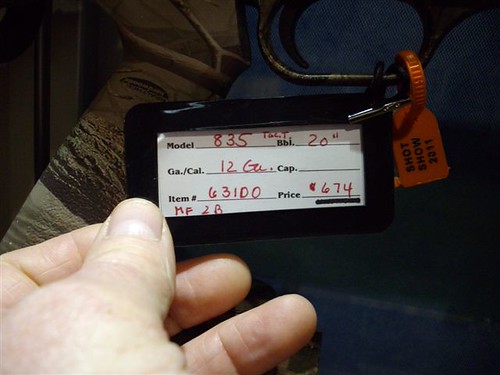 Model 835 TacT. Bbl. 20"
Ga./Cal. 12 Ga. Cap.
Item # 63100 Price $674
MF 2B
SHOT
SHOW
2011